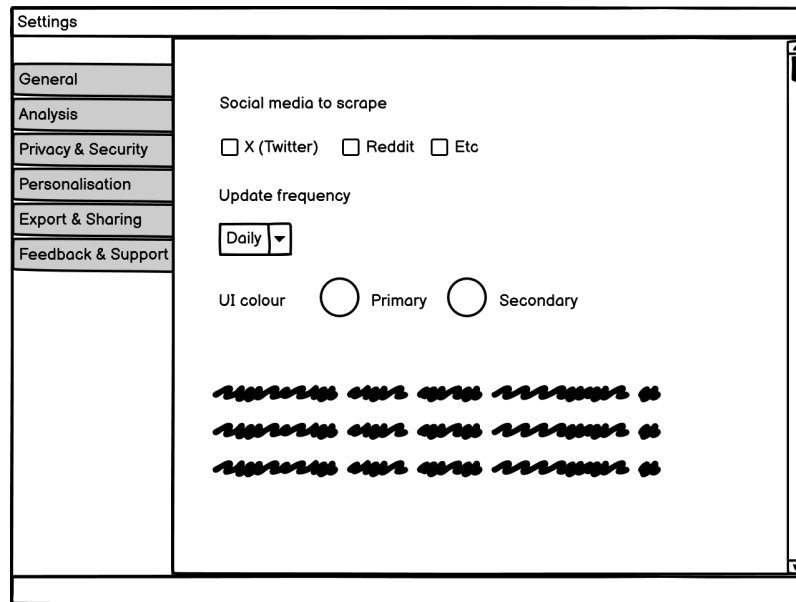 Settings
General
Analysis
Privacy & Security
Personalisation
Export & Sharing
Feedback & Support
Social media to scrape
X (Twitter) Reddit Etc
Update frequency
Daily
UI colour Primary Secondary